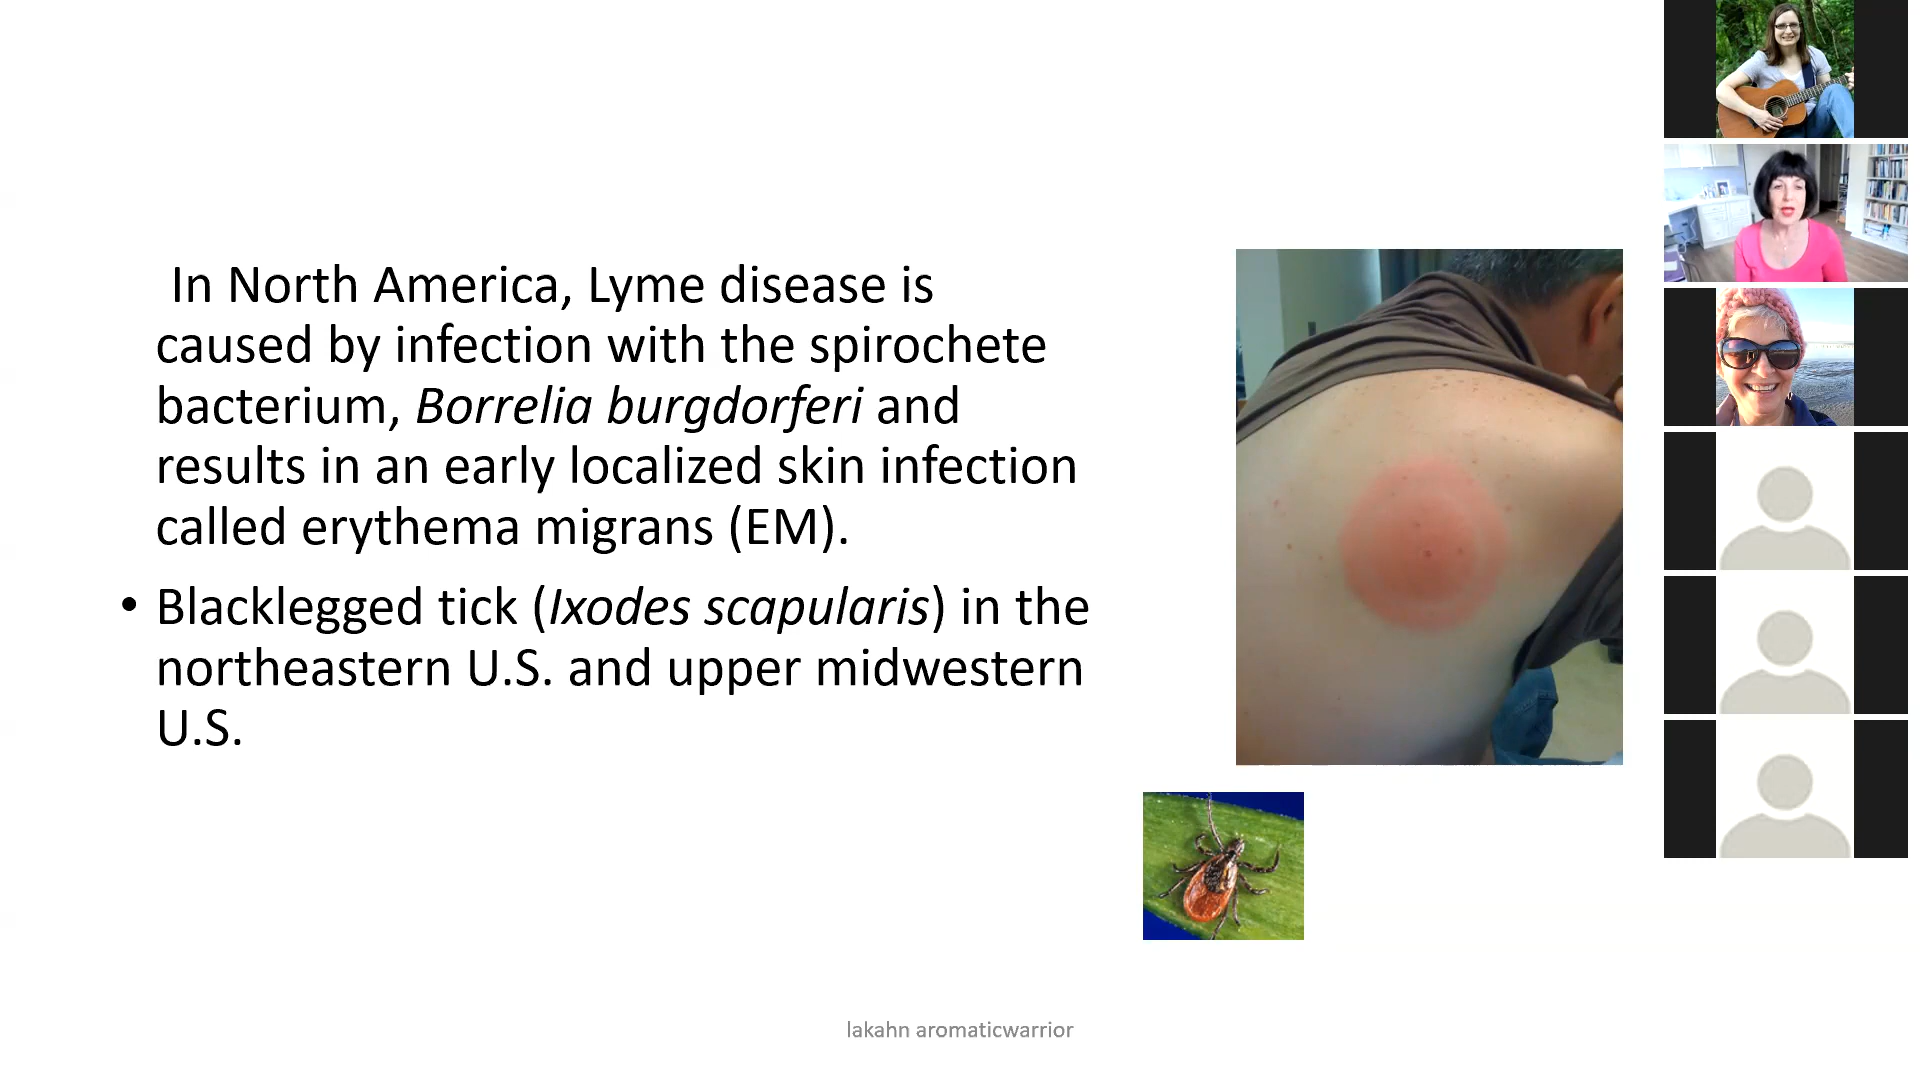 In North America, Lyme disease is
caused by infection with the spirochete
bacterium, Borrelia burgdorferi and
results in an early localized skin infection
called erythema migrans (EM).
• Blacklegged tick (Ixodes scapularis) in the
northeastern U.S. and upper midwestern
U.S.
lakahn aromaticwarrior